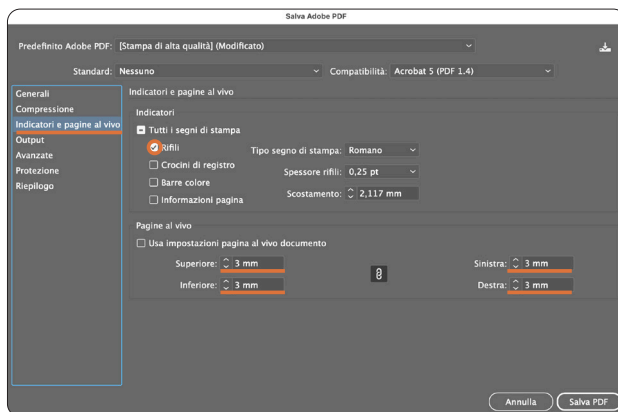 Salva Adobe PDF
Predefinito Adobe PDF: [Stampa di alta qualità] (Modificato)
Standard: Nessuno Compatibilità: Acrobat 5 (PDF 1.4)
Generali
Compressione
Indicatori e pagine al vivo
Output
Avanzate
Protezione
Riepilogo
Indicatori e pagine al vivo
Indicatori
Tutti i segni di stampa
Rifili
Crocini di registro
Barre colore
Informazioni pagina
Tipo segno di stampa: Romano
Spessore rifili: 0,25 pt
Scostamento: 2,117 mm
Pagine al vivo
Usa impostazioni pagina al vivo documento
Superiore: 3 mm
Inferiore: 3 mm
Sinistra: 3 mm
Destra: 3 mm
Annulla
Salva PDF